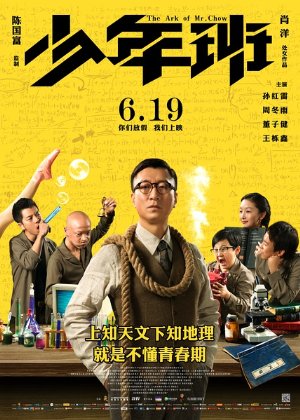 陈国富
监制
The Ark of Mr.Chow
少年班
肖洋
处女作品
6.19
你们放假 我们上映
主演
孙红雷
周冬雨
董子健
王栎鑫
上知天文下知地理
就是不懂青春期